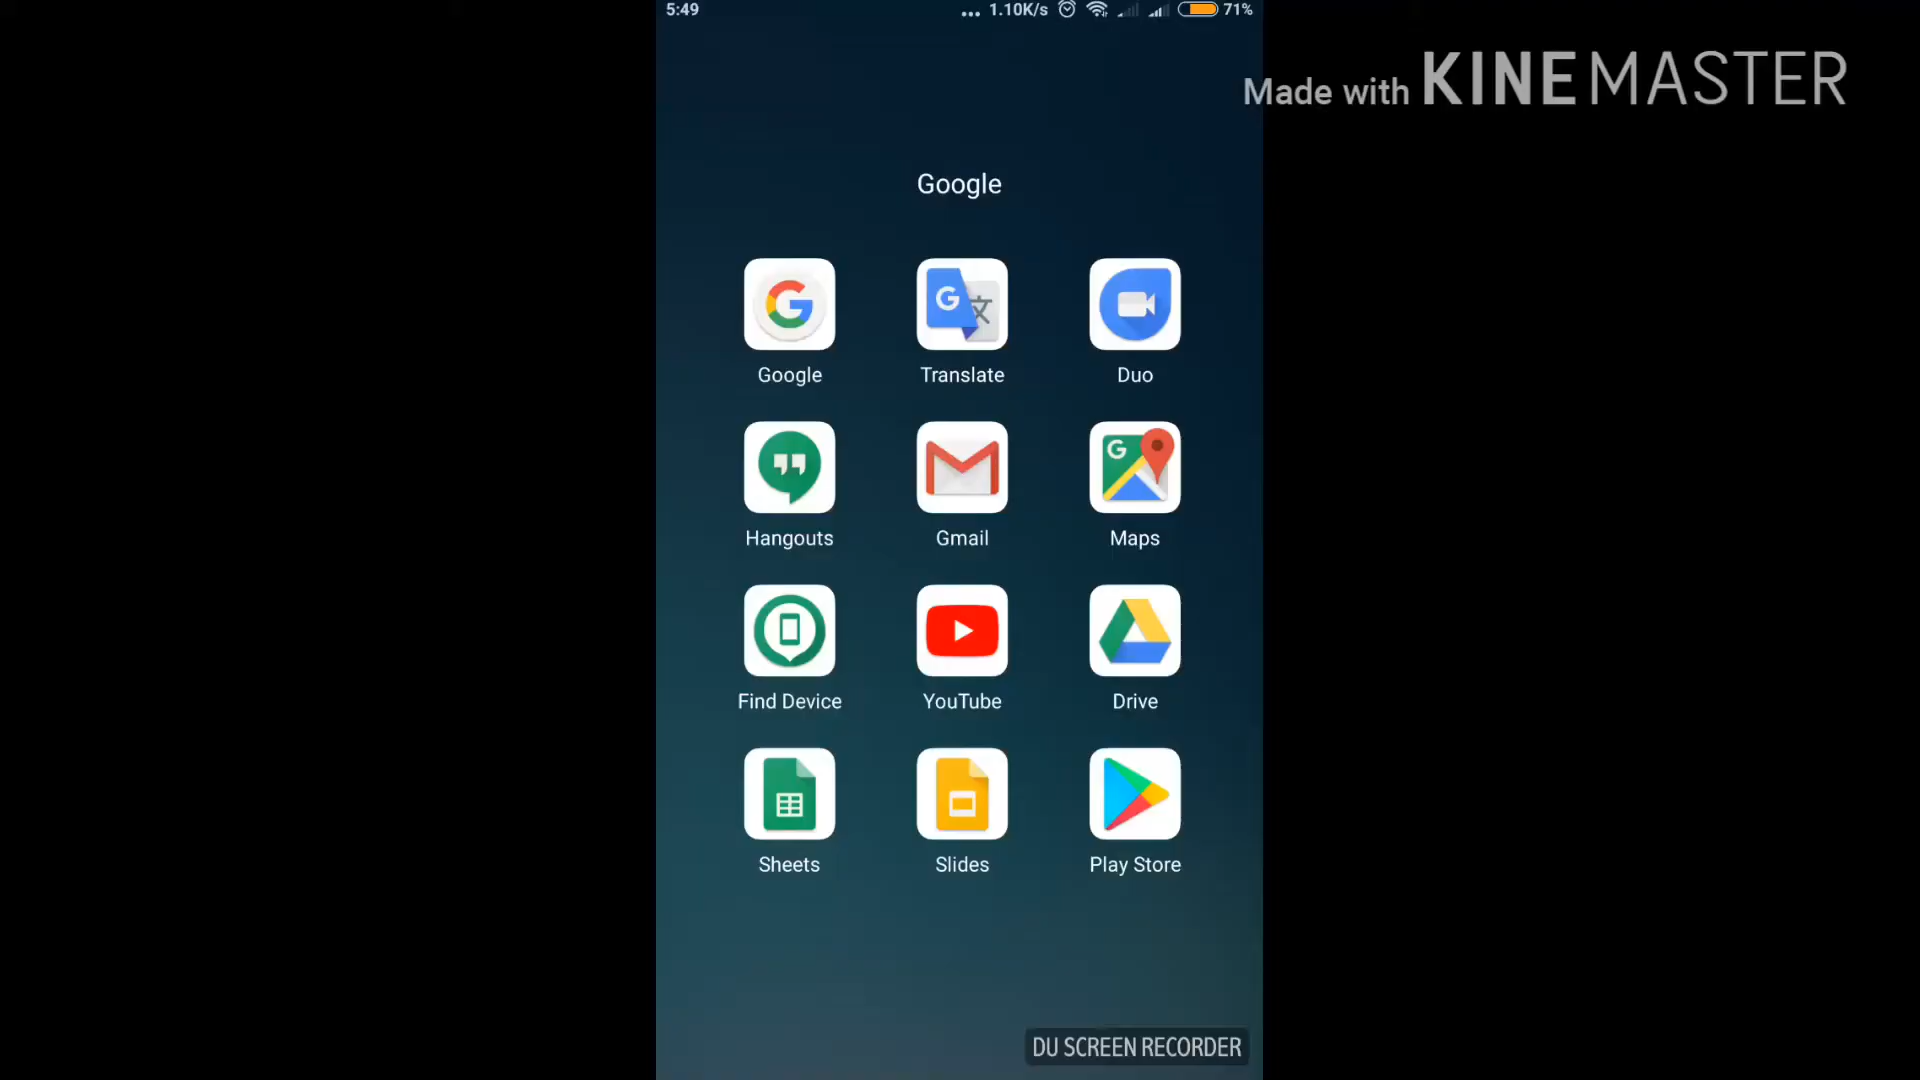 5:49 ... 1.10K/s 71%
Made with KINEMASTER
Google
Google Translate Duo
Hangouts Gmail Maps
Find Device YouTube Drive
Sheets Slides Play Store
DU SCREEN RECORDER